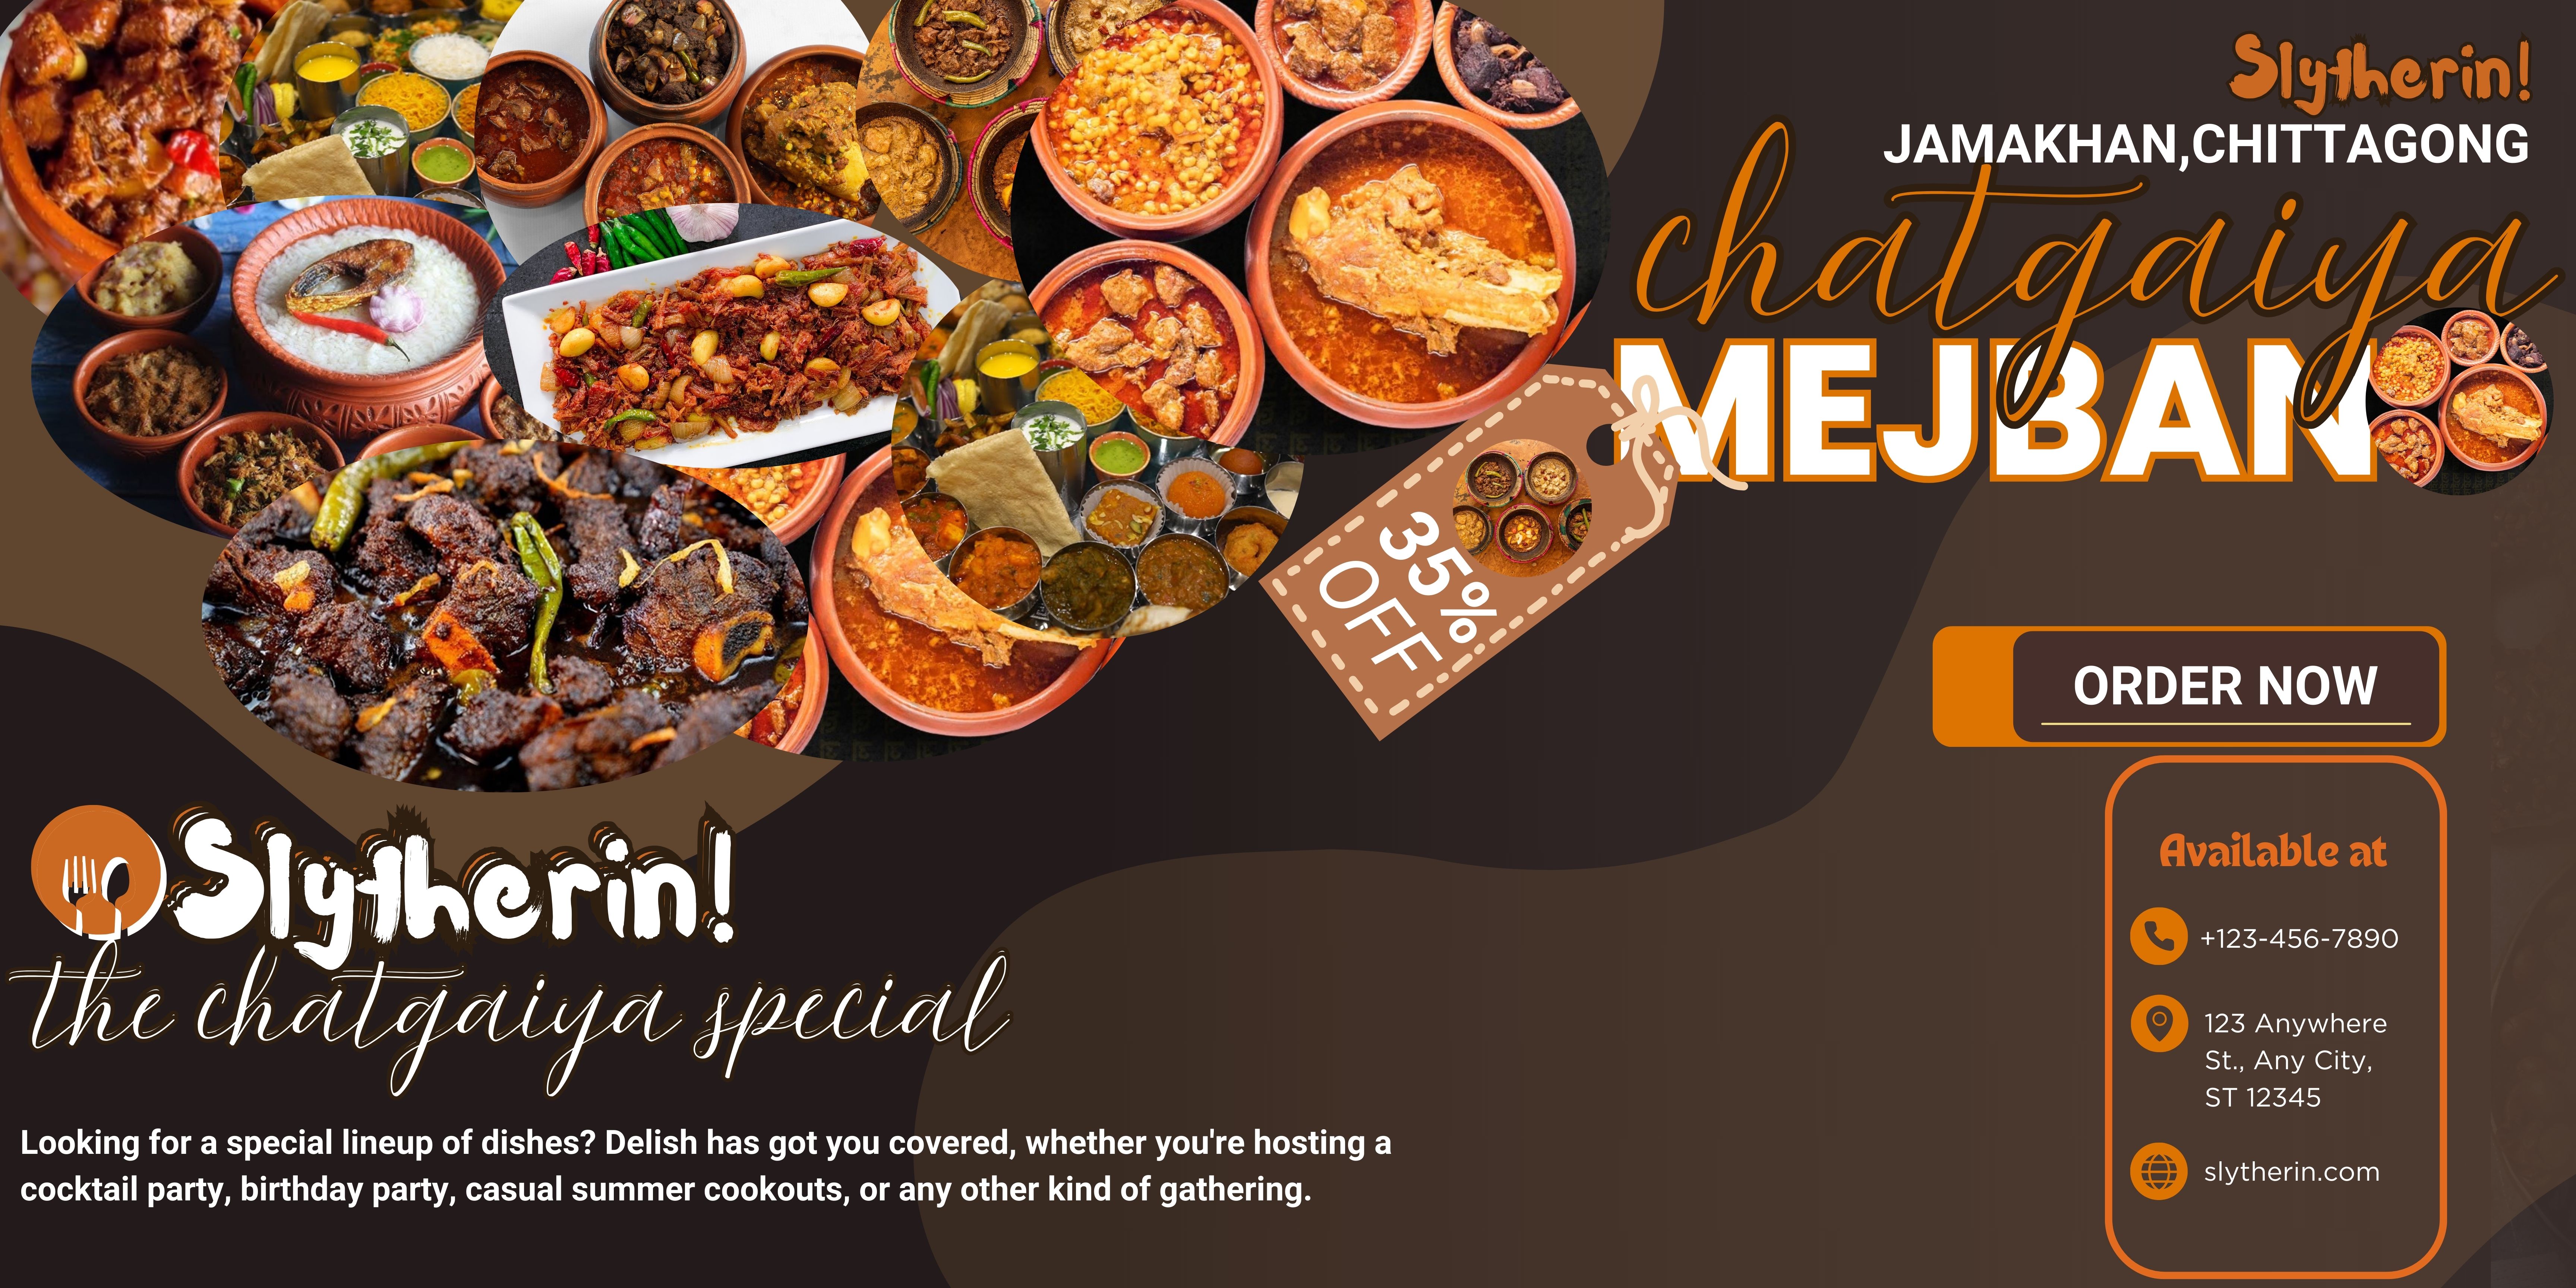 Slytherin!
JAMAKHAN,CHITTAGONG
chatgaiya
MEJBAN
35%
OFF
ORDER NOW
Available at
+123-456-7890
123 Anywhere
St., Any City,
ST 12345
slytherin.com
Slytherin!
the chatgaiya special
Looking for a special lineup of dishes? Delish has got you covered, whether you're hosting a
cocktail party, birthday party, casual summer cookouts, or any other kind of gathering.